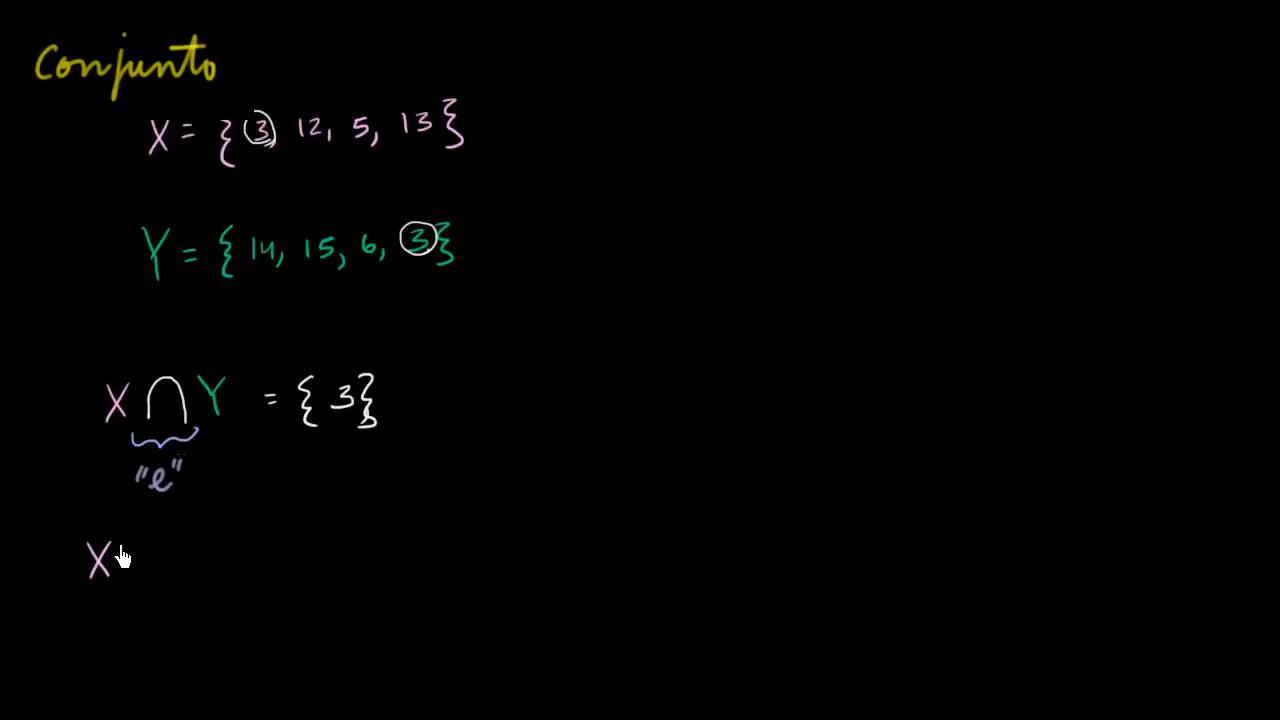 Conjunto
X = { 3, 12, 5, 13 }
Y = { 14, 15, 6, 3 }
X ∩ Y = { 3 }
"e"
X